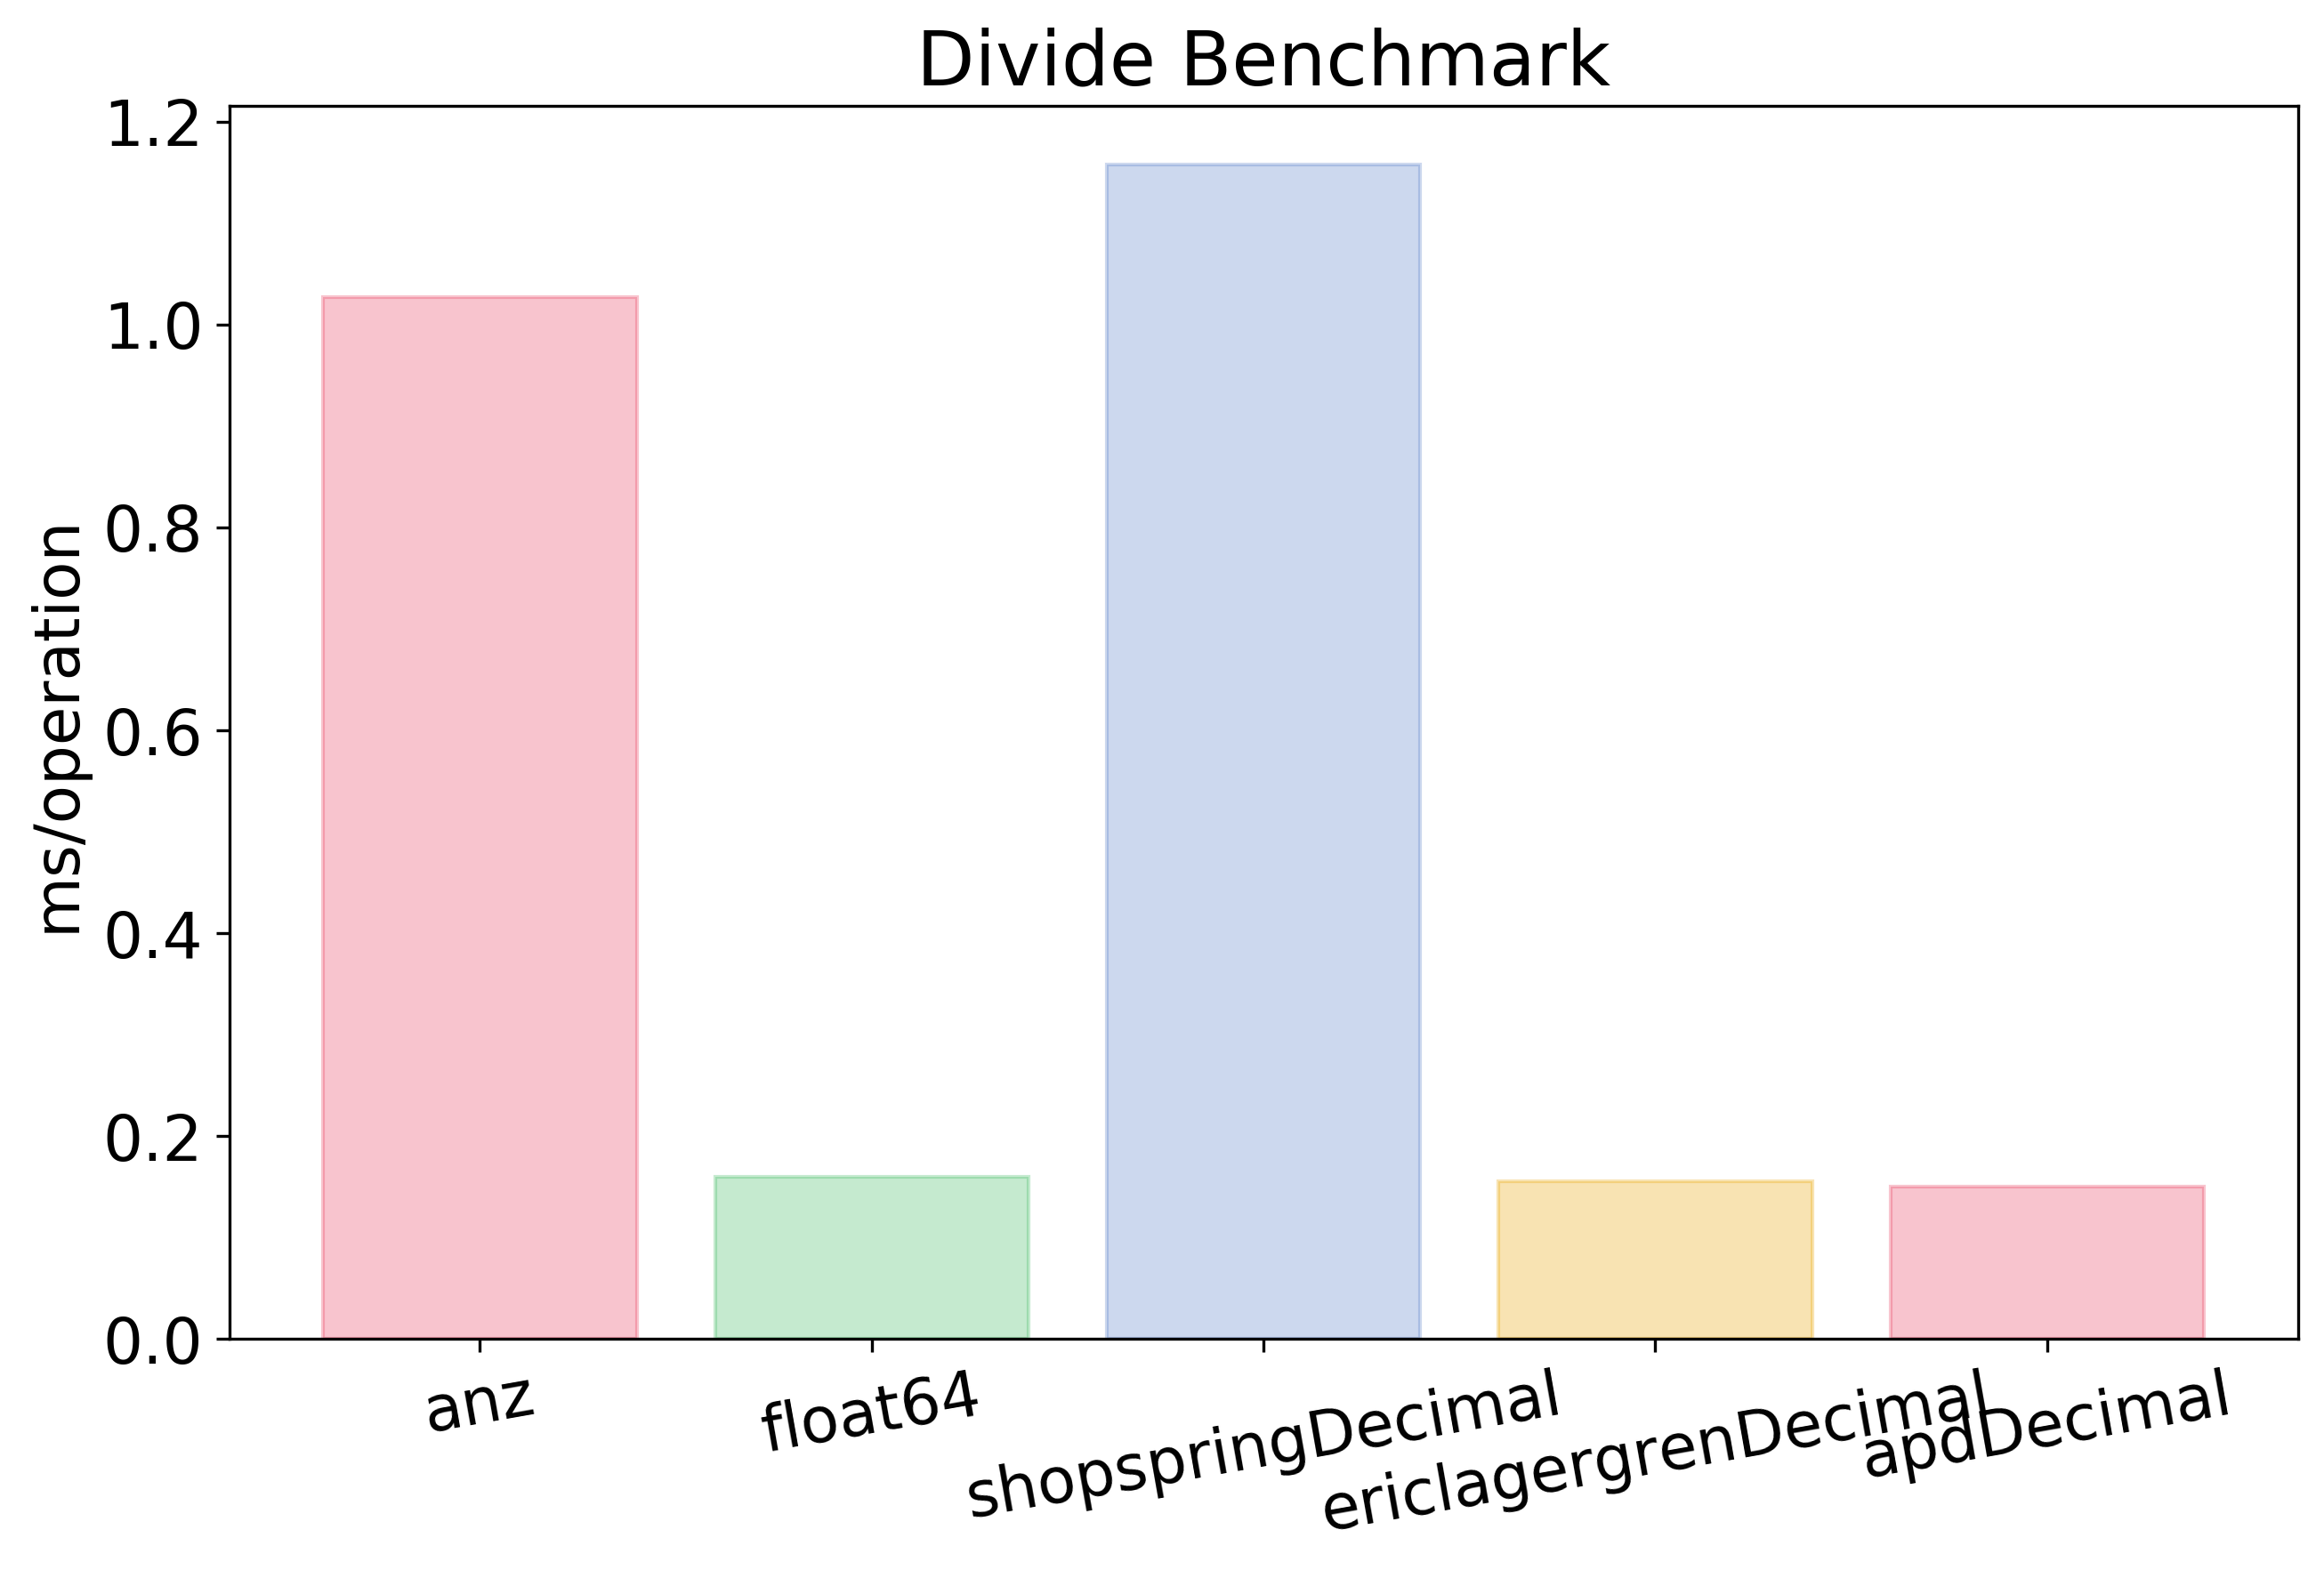 Divide Benchmark
ms/operation
1.2
1.0
0.8
0.6
0.4
0.2
0.0
anz
float64
shopspringDecimal
ericlagergrenDecimal
apdDecimal